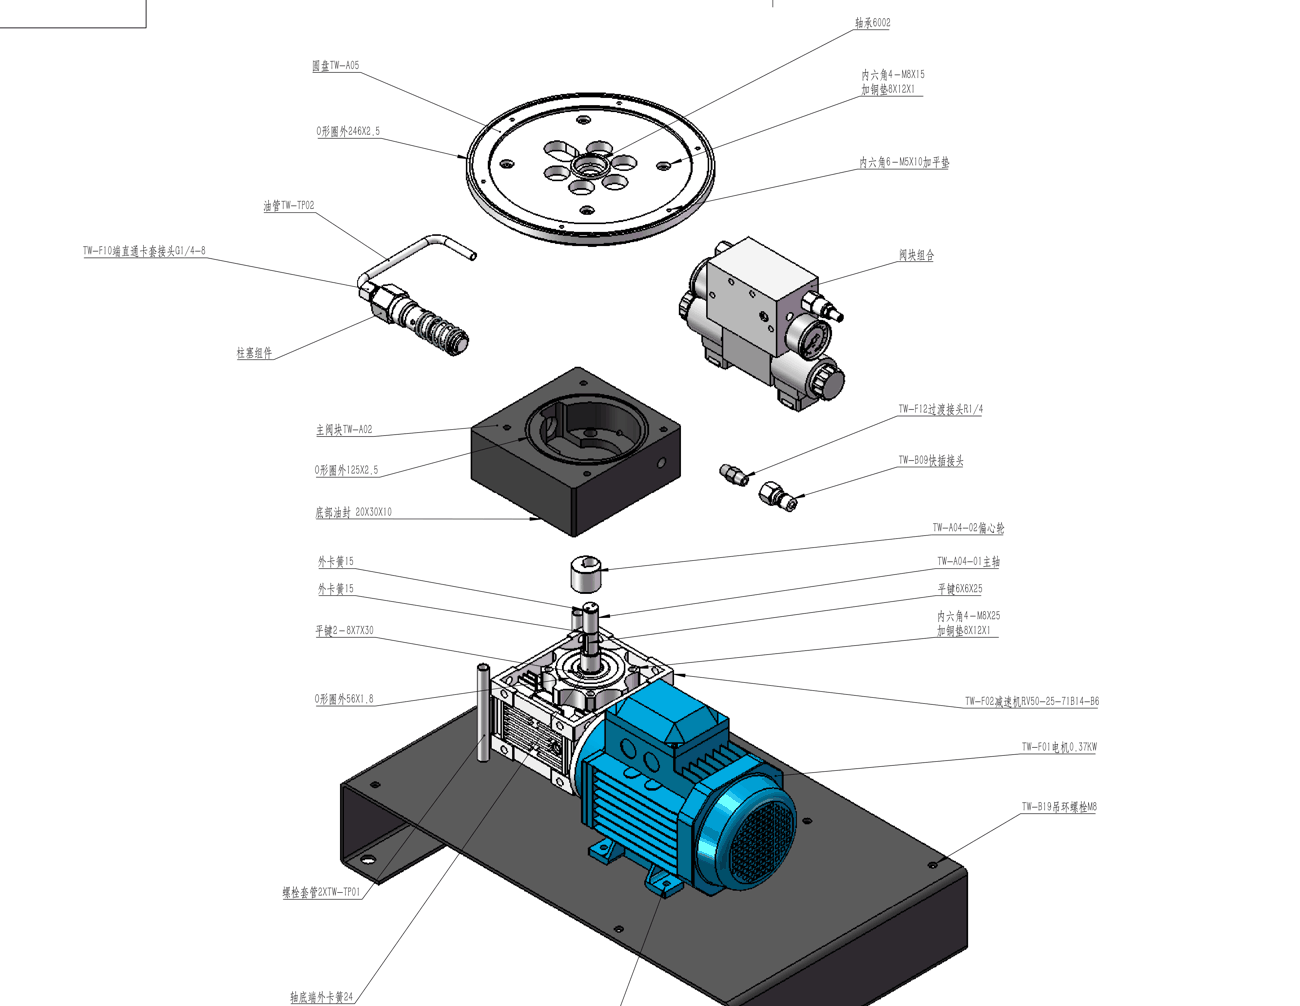 轴承6002
圆盘TW-A05
内六角4-M8X15
加铜垫8X12X1
O形圈外246X2.5
内六角6-M5X10加平垫
油管TW-TP02
TW-F10端直通卡套接头G1/4-8
阀块组合
柱塞组件
TW-F12过渡接头R1/4
主阀块TW-A02
TW-B09快插接头
O形圈外125X2.5
底部油封 20X30X10
TW-A04-02偏心轮
外卡簧15
TW-A04-01主轴
外卡簧15
平键6X6X25
内六角4-M8X25
加铜垫8X12X1
平键2-8X7X30
O形圈外56X1.8
TW-F02减速机RV50-25-71B14-B6
TW-F01电机0.37KW
TW-B19吊环螺栓M8
螺栓套管2XTW-TP01
轴底端外卡簧24